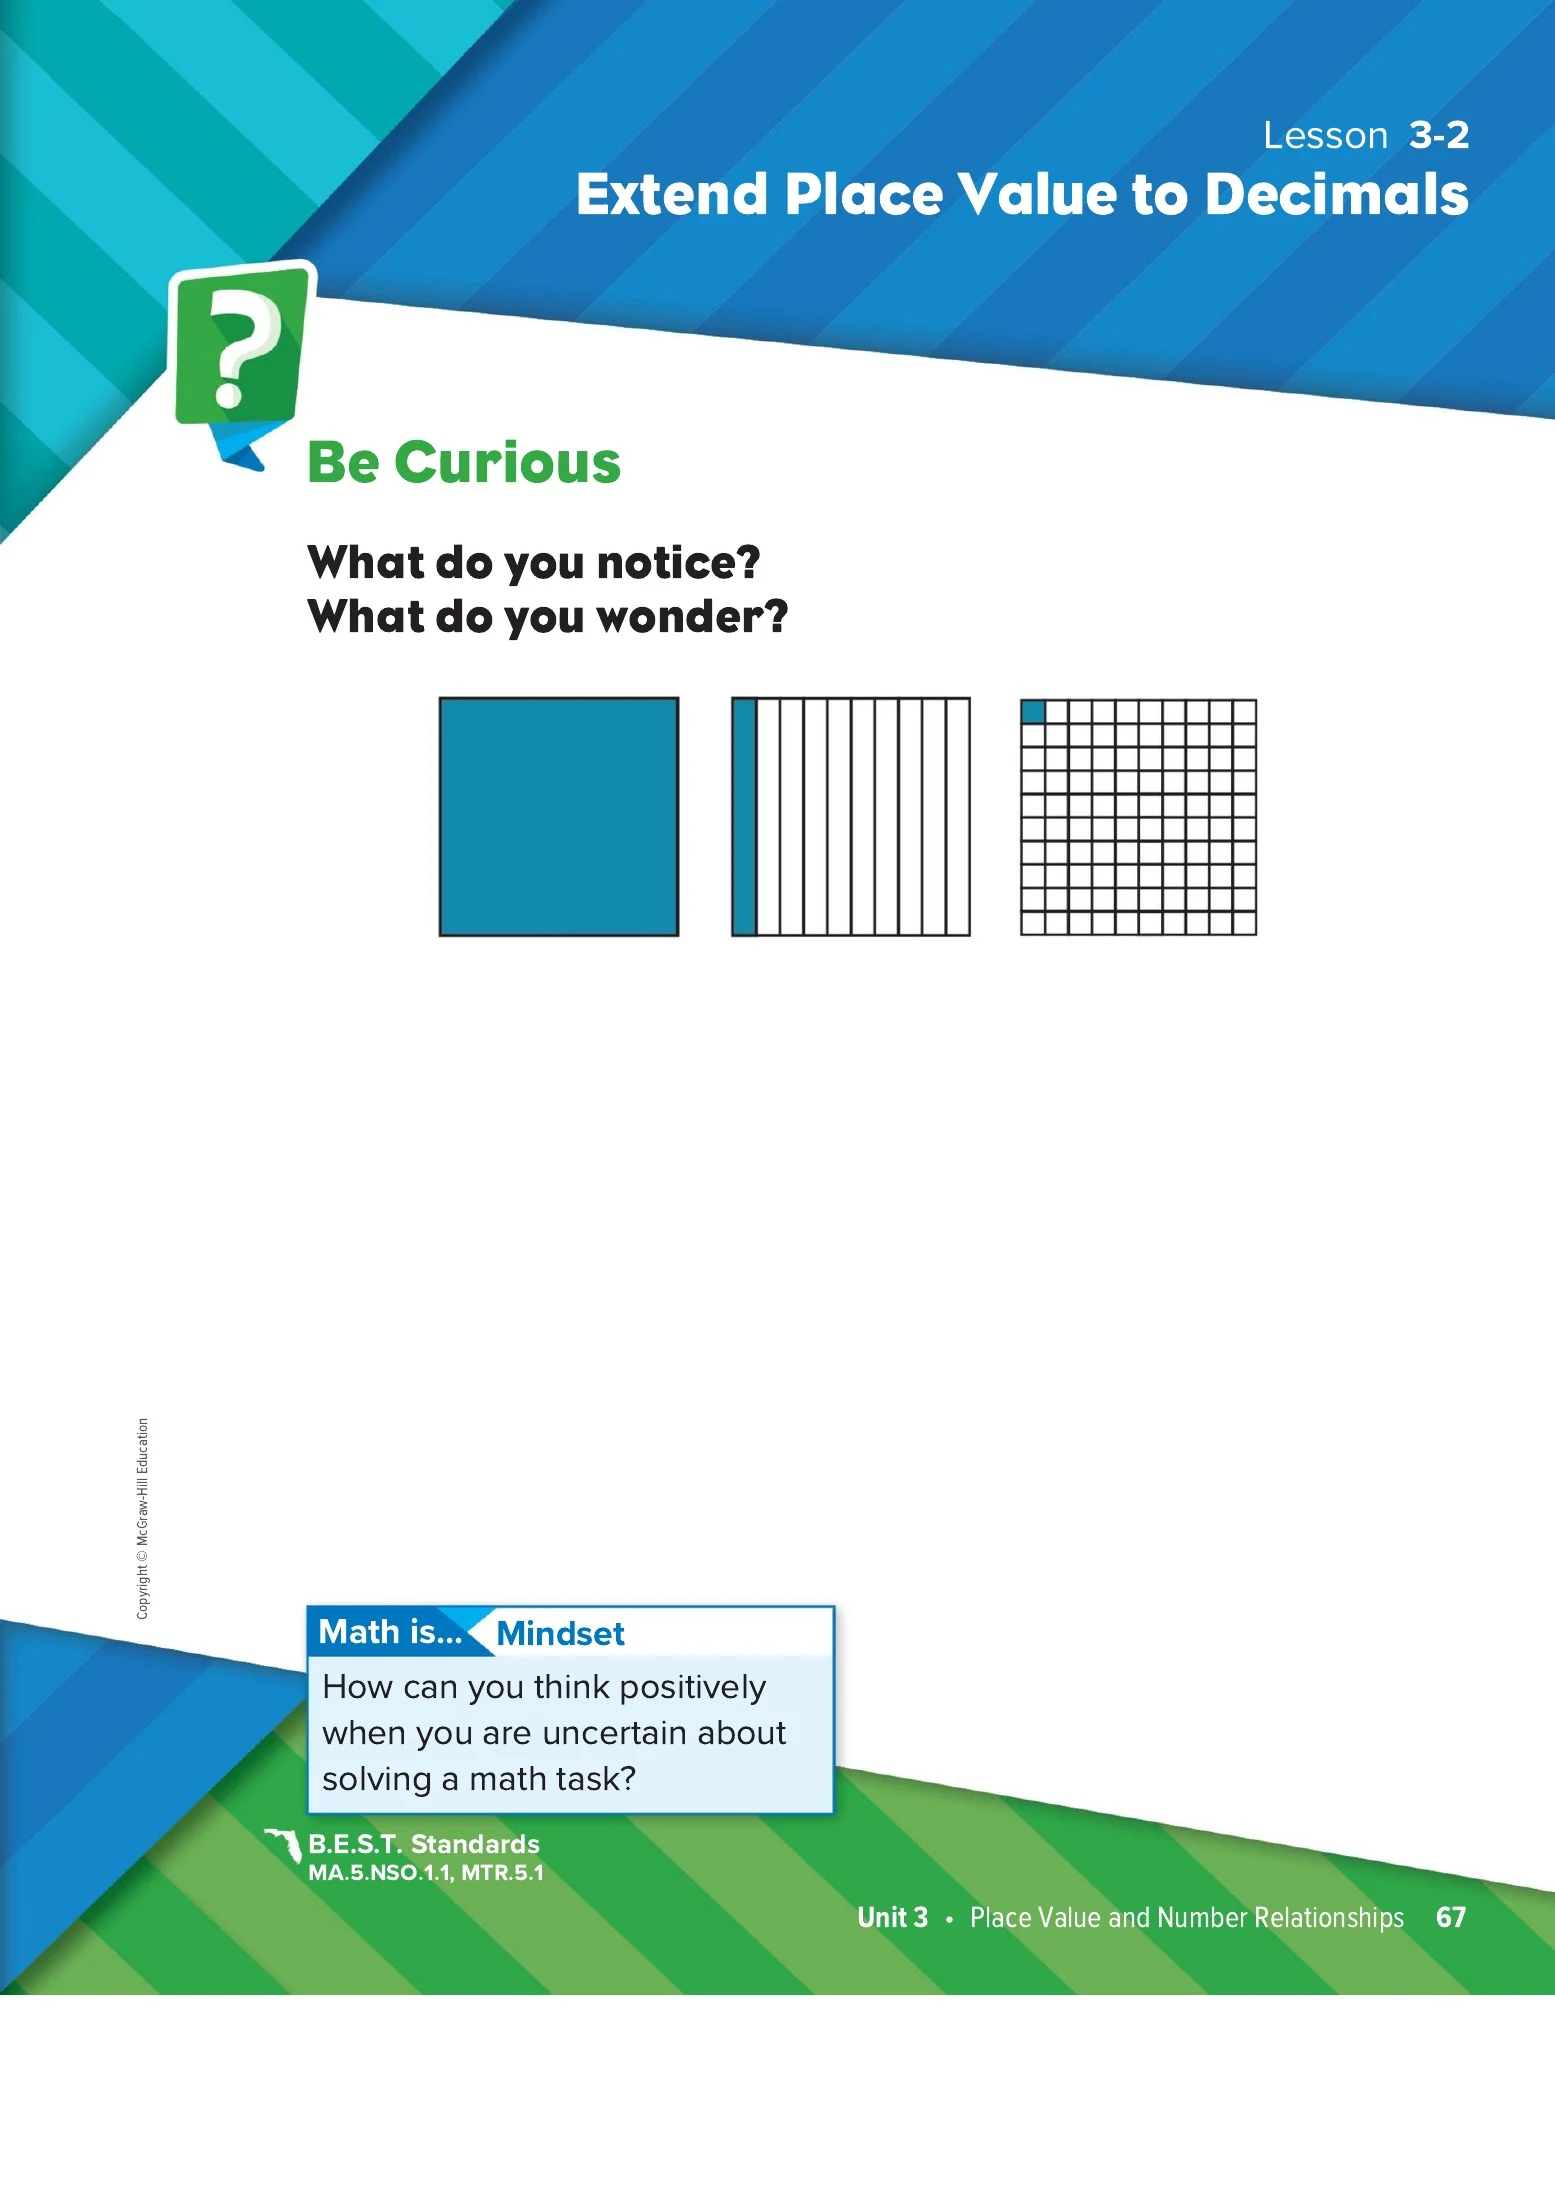 Lesson 3-2
Extend Place Value to Decimals
?
Be Curious
What do you notice?
What do you wonder?
Copyright © McGraw-Hill Education
Math is... Mindset
How can you think positively
when you are uncertain about
solving a math task?
B.E.S.T. Standards
MA.5.NSO.1.1, MTR.5.1
Unit 3 • Place Value and Number Relationships 67